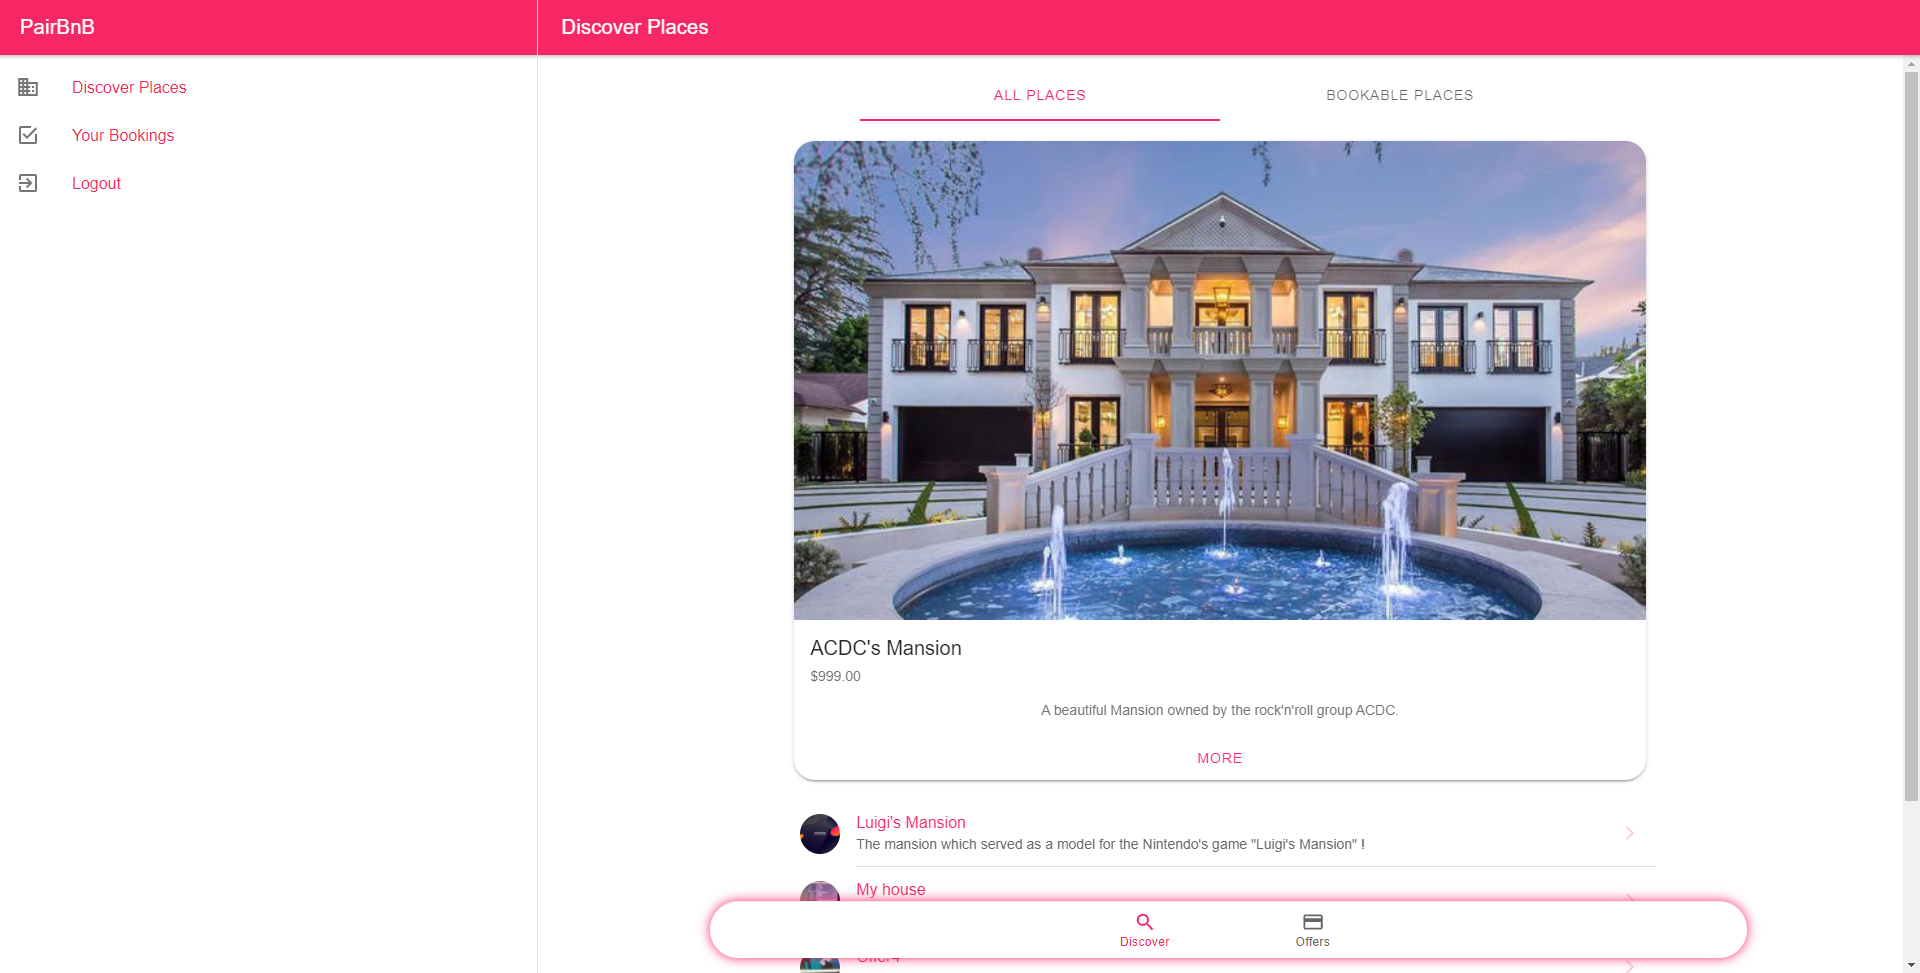 PairBnB
Discover Places
Discover Places
Your Bookings
Logout
ALL PLACES
BOOKABLE PLACES
ACDC's Mansion
$999.00
A beautiful Mansion owned by the rock'n'roll group ACDC.
MORE
Luigi's Mansion
The mansion which served as a model for the Nintendo's game "Luigi's Mansion" !
My house
Discover
Offers
Offer4